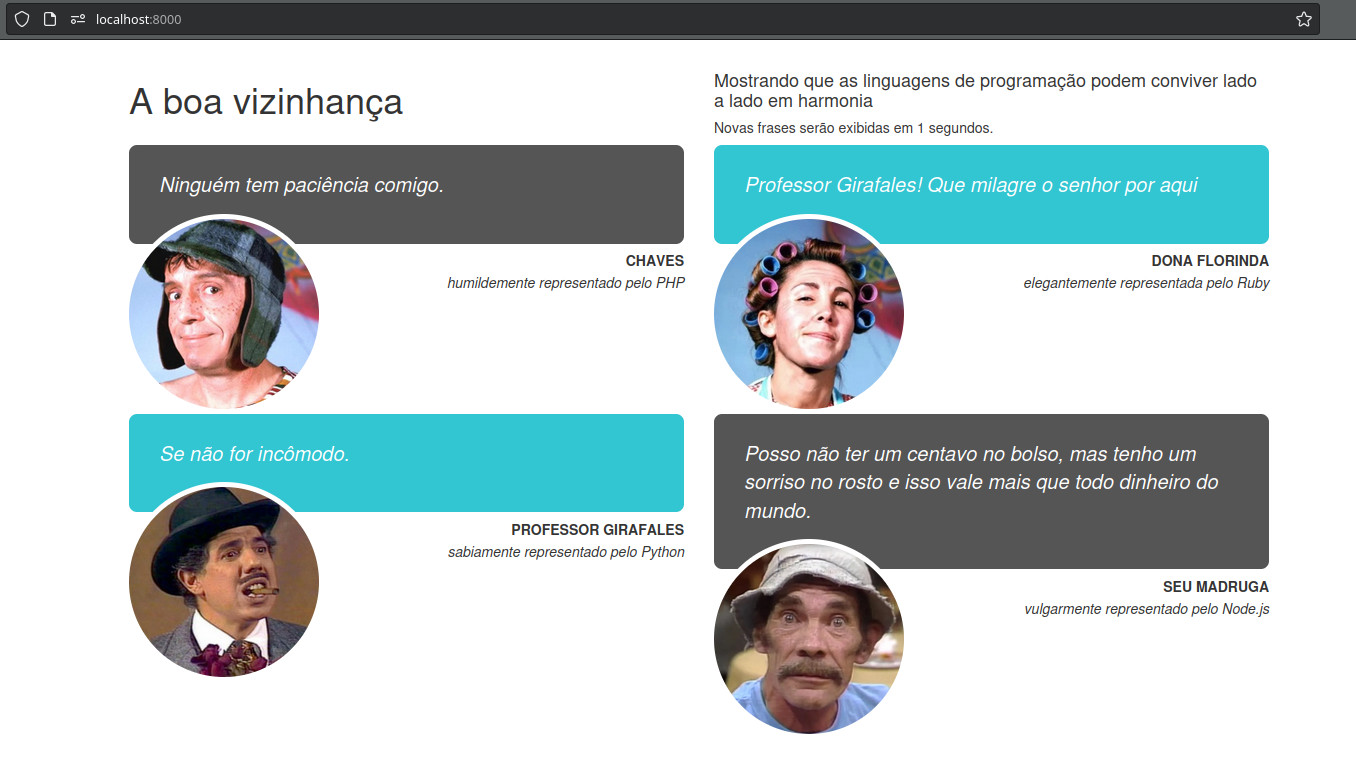 localhost:8000
A boa vizinhança
Mostrando que as linguagens de programação podem conviver lado
a lado em harmonia
Novas frases serão exibidas em 1 segundos.
Ninguém tem paciência comigo.
CHAVES
humildemente representado pelo PHP
Professor Girafales! Que milagre o senhor por aqui
DONA FLORINDA
elegantemente representada pelo Ruby
Se não for incômodo.
PROFESSOR GIRAFALES
sabiamente representado pelo Python
Posso não ter um centavo no bolso, mas tenho um
sorriso no rosto e isso vale mais que todo dinheiro do
mundo.
SEU MADRUGA
vulgarmente representado pelo Node.js